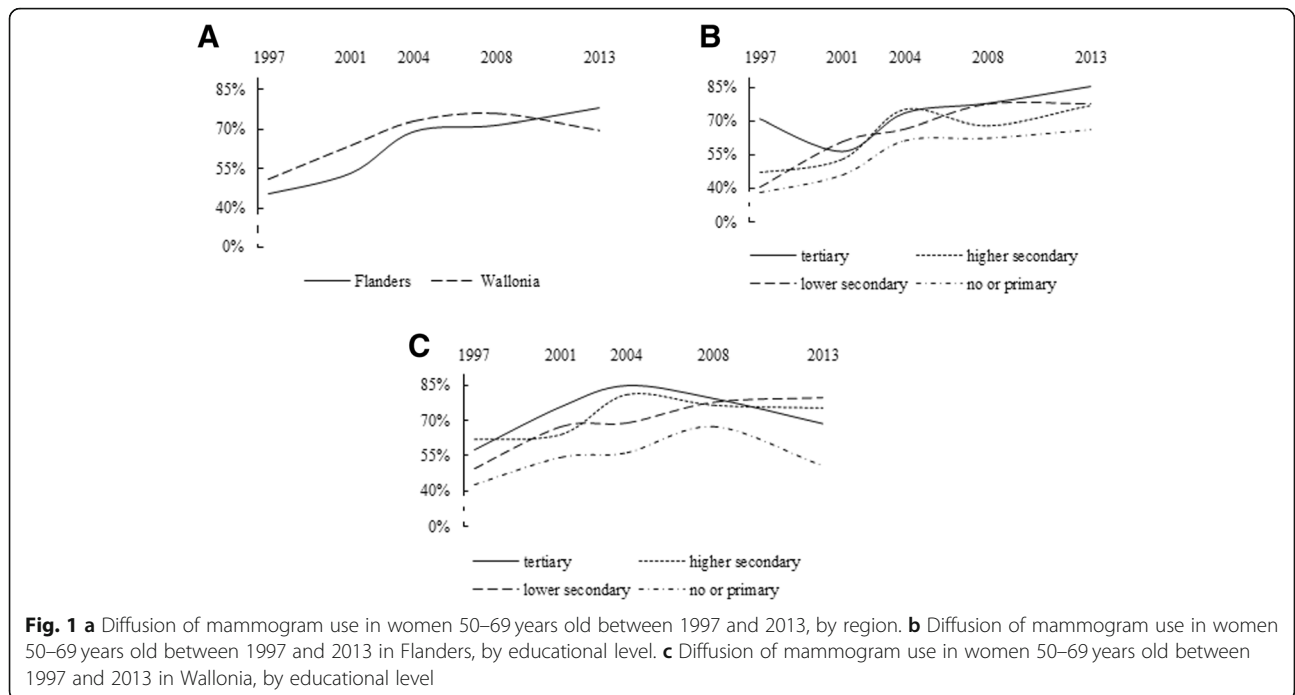 A
1997 2001 2004 2008 2013
85%
70%
55%
40%
0%
Flanders Wallonia
B
1997 2001 2004 2008 2013
85%
70%
55%
40%
0%
tertiary higher secondary
lower secondary no or primary
C
1997 2001 2004 2008 2013
85%
70%
55%
40%
0%
tertiary higher secondary
lower secondary no or primary
Fig. 1 a Diffusion of mammogram use in women 50–69 years old between 1997 and 2013, by region. b Diffusion of mammogram use in women
50–69 years old between 1997 and 2013 in Flanders, by educational level. c Diffusion of mammogram use in women 50–69 years old between
1997 and 2013 in Wallonia, by educational level